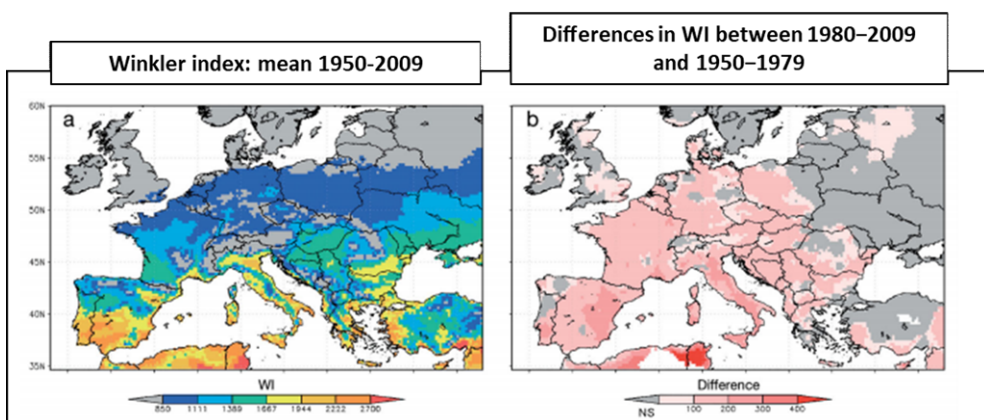 Winkler index: mean 1950-2009
Differences in WI between 1980–2009
and 1950–1979
a
60N
55N
50N
45N
40N
35N
WI
850 1111 1389 1667 1944 2222 2700
b
Difference
NS 100 200 300 400